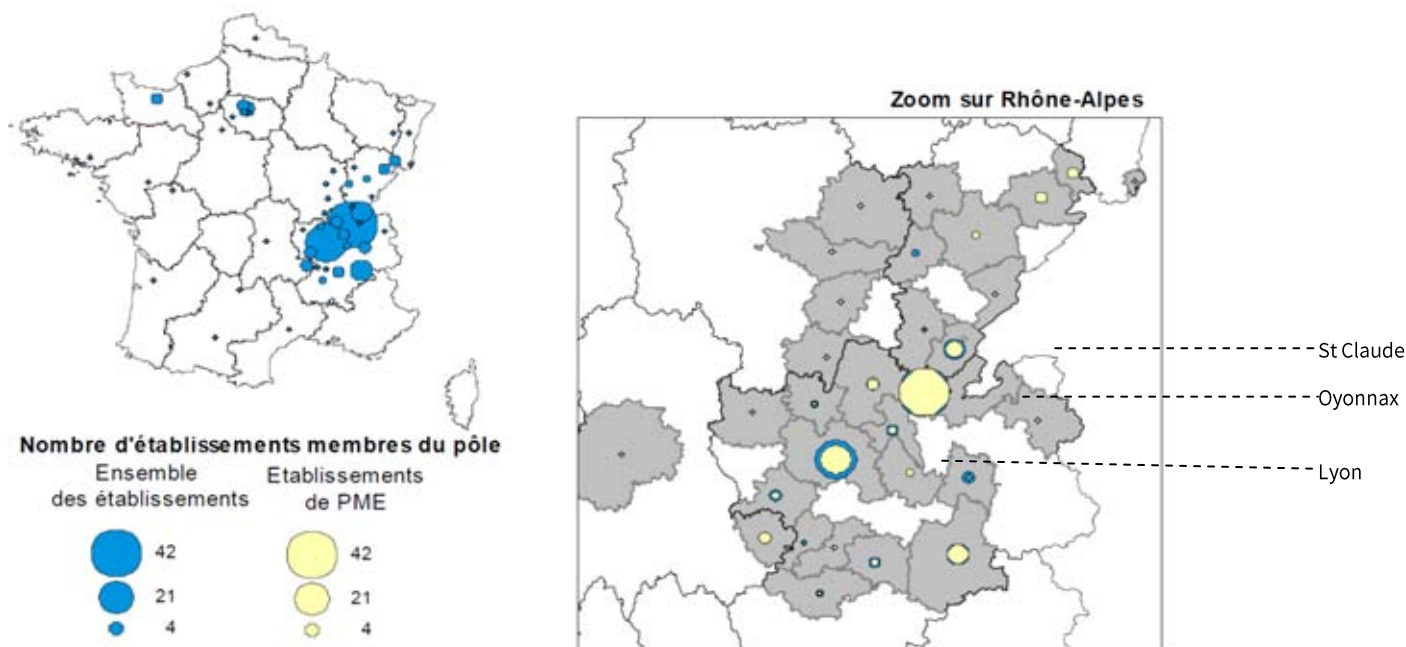 Zoom sur Rhône-Alpes
St Claude
Oyonnax
Lyon
Nombre d'établissements membres du pôle
Ensemble
des établissements
Etablissements
de PME
42
42
21
21
4
4